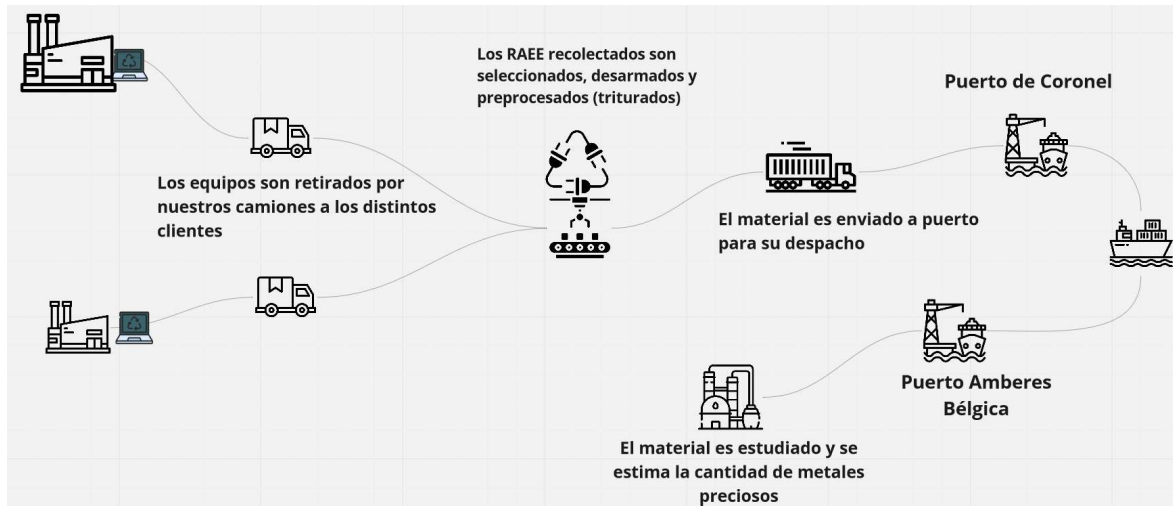 Los RAEE recolectados son
seleccionados, desarmados y
preprocesados (triturados)
Puerto de Coronel
Los equipos son retirados por
nuestros camiones a los distintos
clientes
El material es enviado a puerto
para su despacho
Puerto Amberes
Bélgica
El material es estudiado y se
estima la cantidad de metales
preciosos